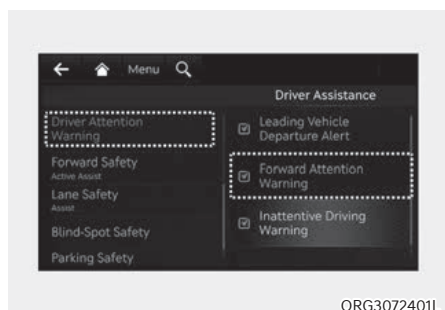 Menu
Driver Assistance
Driver Attention
Warning
Forward Safety
Active Assist
Lane Safety
Assist
Blind-Spot Safety
Parking Safety
Leading Vehicle
Departure Alert
Forward Attention
Warning
Inattentive Driving
Warning
ORG3072401L